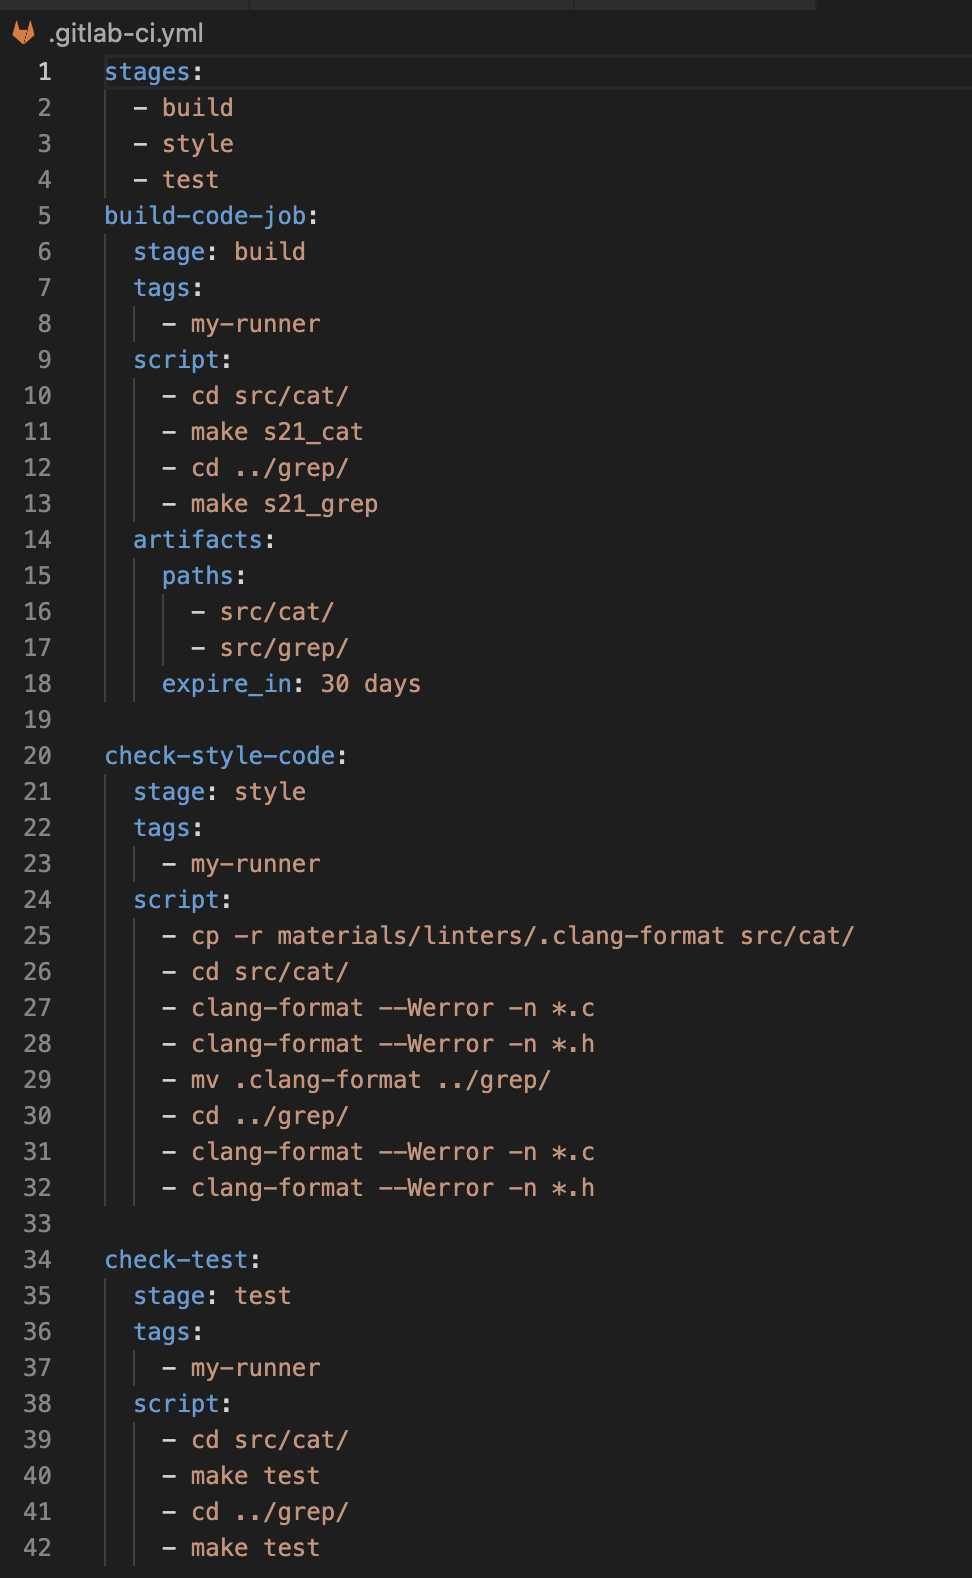 .gitlab-ci.yml
1 stages:
2   - build
3   - style
4   - test
5 build-code-job:
6   stage: build
7   tags:
8     - my-runner
9   script:
10     - cd src/cat/
11     - make s21_cat
12     - cd ../grep/
13     - make s21_grep
14   artifacts:
15     paths:
16       - src/cat/
17       - src/grep/
18     expire_in: 30 days
19
20 check-style-code:
21   stage: style
22   tags:
23     - my-runner
24   script:
25     - cp -r materials/linters/.clang-format src/cat/
26     - cd src/cat/
27     - clang-format --Werror -n *.c
28     - clang-format --Werror -n *.h
29     - mv .clang-format ../grep/
30     - cd ../grep/
31     - clang-format --Werror -n *.c
32     - clang-format --Werror -n *.h
33
34 check-test:
35   stage: test
36   tags:
37     - my-runner
38   script:
39     - cd src/cat/
40     - make test
41     - cd ../grep/
42     - make test